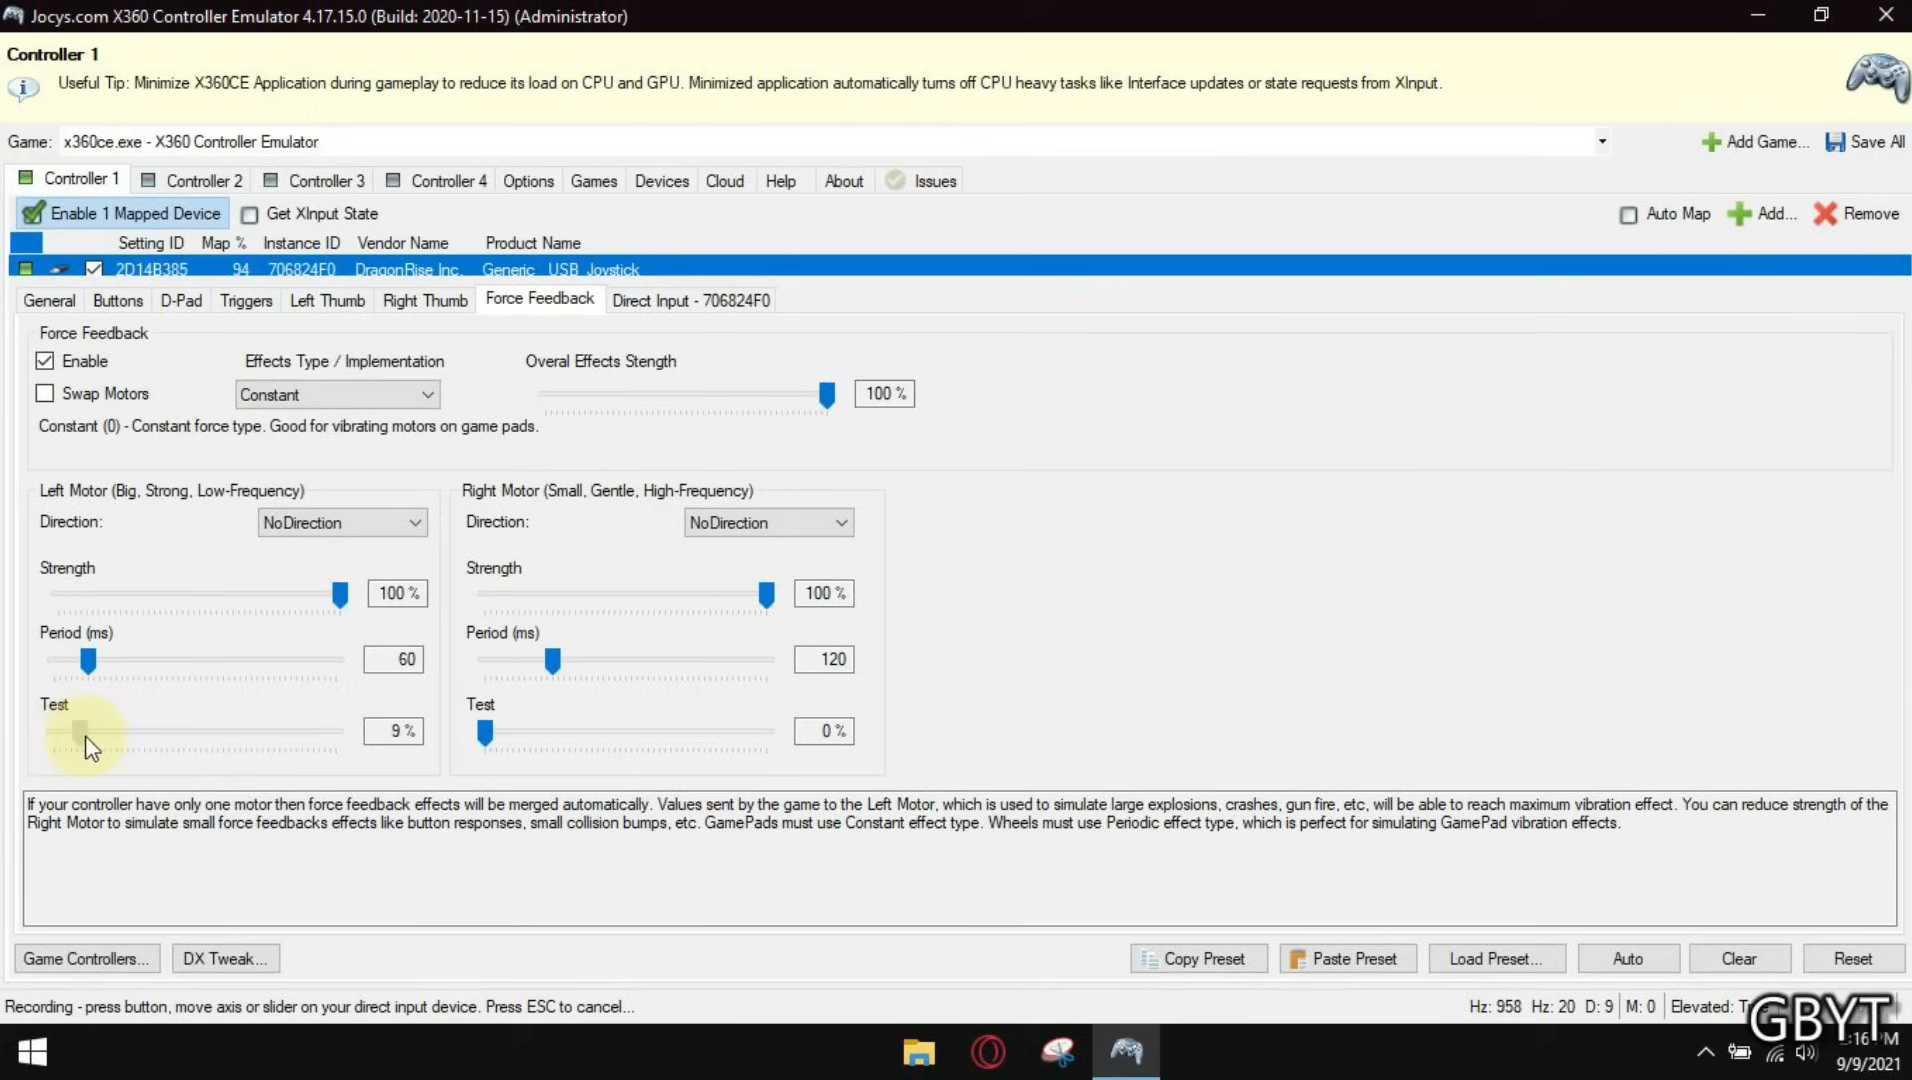 Jocys.com X360 Controller Emulator 4.17.15.0 (Build: 2020-11-15) (Administrator)
Controller 1
Useful Tip: Minimize X360CE Application during gameplay to reduce its load on CPU and GPU. Minimized application automatically turns off CPU heavy tasks like Interface updates or state requests from XInput.
Game: x360ce.exe - X360 Controller Emulator Add Game... Save All
Controller 1 Controller 2 Controller 3 Controller 4 Options Games Devices Cloud Help About Issues
Enable 1 Mapped Device Get XInput State Auto Map Add... Remove
Setting ID Map % Instance ID Vendor Name Product Name
2D14B385 94 706824F0 DragonRise Inc. Generic USB Joystick
General Buttons D-Pad Triggers Left Thumb Right Thumb Force Feedback Direct Input - 706824F0
Force Feedback
Enable Effects Type / Implementation Overal Effects Stength
Swap Motors Constant 100 %
Constant (0) - Constant force type. Good for vibrating motors on game pads.
Left Motor (Big, Strong, Low-Frequency) Right Motor (Small, Gentle, High-Frequency)
Direction: NoDirection Direction: NoDirection
Strength Strength
100 % 100 %
Period (ms) Period (ms)
60 120
Test Test
9 % 0 %
If your controller have only one motor then force feedback effects will be merged automatically. Values sent by the game to the Left Motor, which is used to simulate large explosions, crashes, gun fire, etc, will be able to reach maximum vibration effect. You can reduce strength of the
Right Motor to simulate small force feedbacks effects like button responses, small collision bumps, etc. GamePads must use Constant effect type. Wheels must use Periodic effect type, which is perfect for simulating GamePad vibration effects.
Game Controllers... DX Tweak... Copy Preset Paste Preset Load Preset... Auto Clear Reset
Recording - press button, move axis or slider on your direct input device. Press ESC to cancel... Hz: 958 Hz: 20 D: 9 M: 0 Elevated:
GBYT
:16 PM
9/9/2021